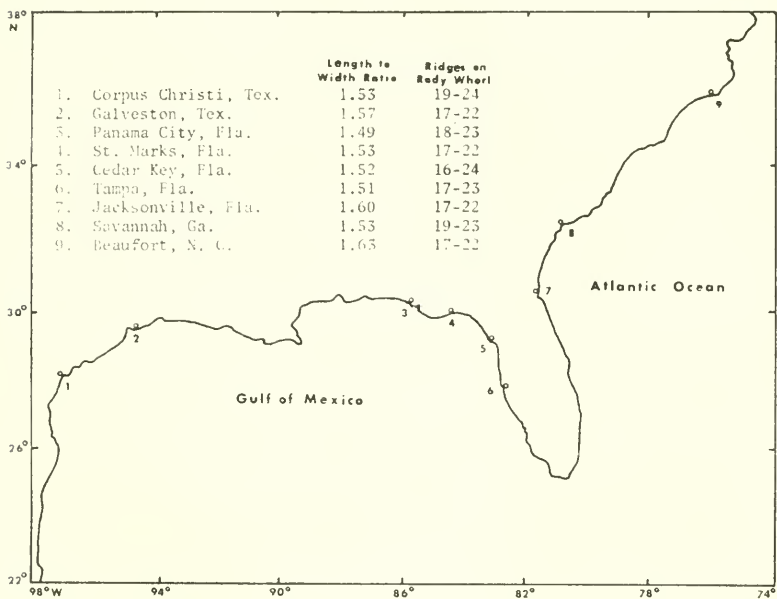 38°
N
Length to Ridges on
Width Ratio Body Whorl
1. Corpus Christi, Tex. 1.53 19-24
2. Galveston, Tex. 1.57 17-22
3. Panama City, Fla. 1.49 18-23
4. St. Marks, Fla. 1.53 17-22
5. Cedar Key, Fla. 1.52 16-24
6. Tampa, Fla. 1.51 17-23
7. Jacksonville, Fla. 1.60 17-22
8. Savannah, Ga. 1.53 19-23
9. Beaufort, N. C. 1.63 17-22
34°
9
8
Atlantic Ocean
7
30°
3
4
2
5
1
6
Gulf of Mexico
26°
22°
98°W 94° 90° 86° 82° 78° 74°